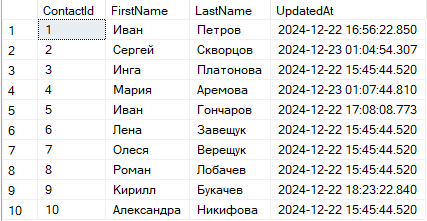 ContactId FirstName LastName UpdatedAt
1 1 Иван Петров 2024-12-22 16:56:22.850
2 2 Сергей Скворцов 2024-12-23 01:04:54.307
3 3 Инга Платонова 2024-12-22 15:45:44.520
4 4 Мария Аремова 2024-12-23 01:07:44.810
5 5 Иван Гончаров 2024-12-22 17:08:08.773
6 6 Лена Завещук 2024-12-22 15:45:44.520
7 7 Олеся Верещук 2024-12-22 15:45:44.520
8 8 Роман Лобачев 2024-12-22 15:45:44.520
9 9 Кирилл Букачев 2024-12-22 18:23:22.840
10 10 Александра Никифова 2024-12-22 15:45:44.520